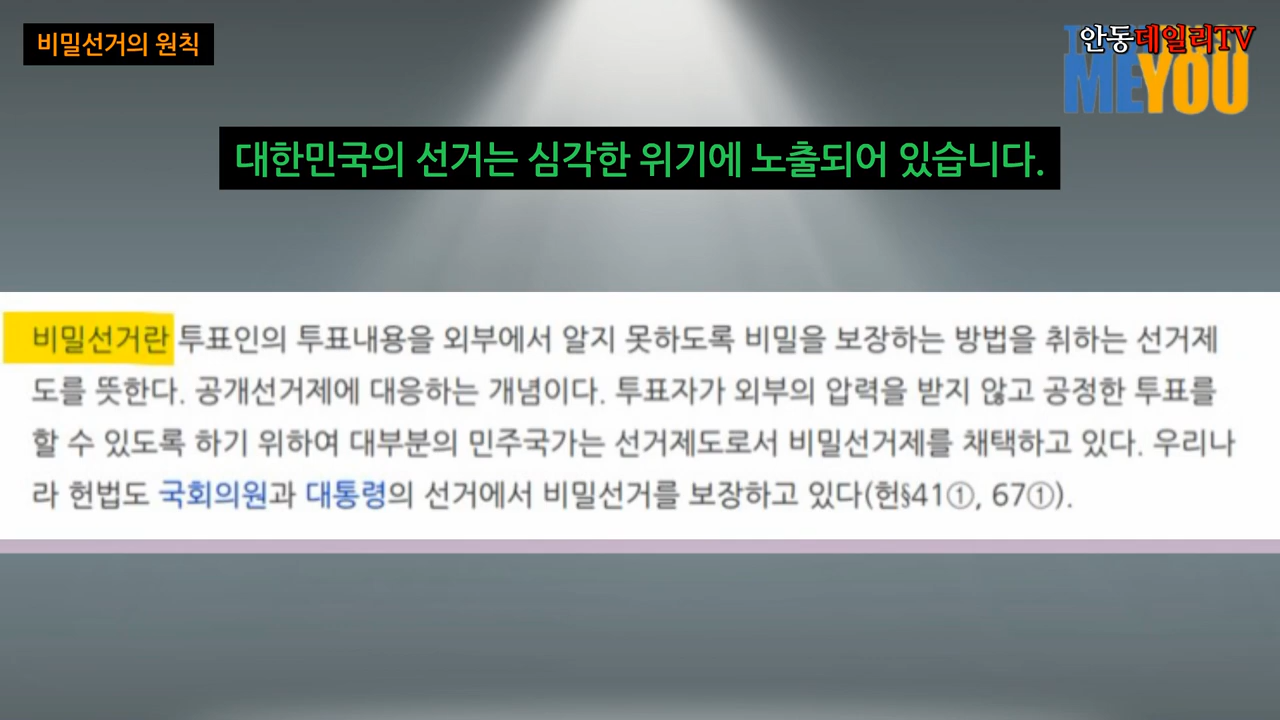 비밀선거의 원칙
안동데일리TV
ME YOU
대한민국의 선거는 심각한 위기에 노출되어 있습니다.
비밀선거란 투표인의 투표내용을 외부에서 알지 못하도록 비밀을 보장하는 방법을 취하는 선거제
도를 뜻한다. 공개선거제에 대응하는 개념이다. 투표자가 외부의 압력을 받지 않고 공정한 투표를
할 수 있도록 하기 위하여 대부분의 민주국가는 선거제도로서 비밀선거제를 채택하고 있다. 우리나
라 헌법도 국회의원과 대통령의 선거에서 비밀선거를 보장하고 있다(헌§41①, 67①).